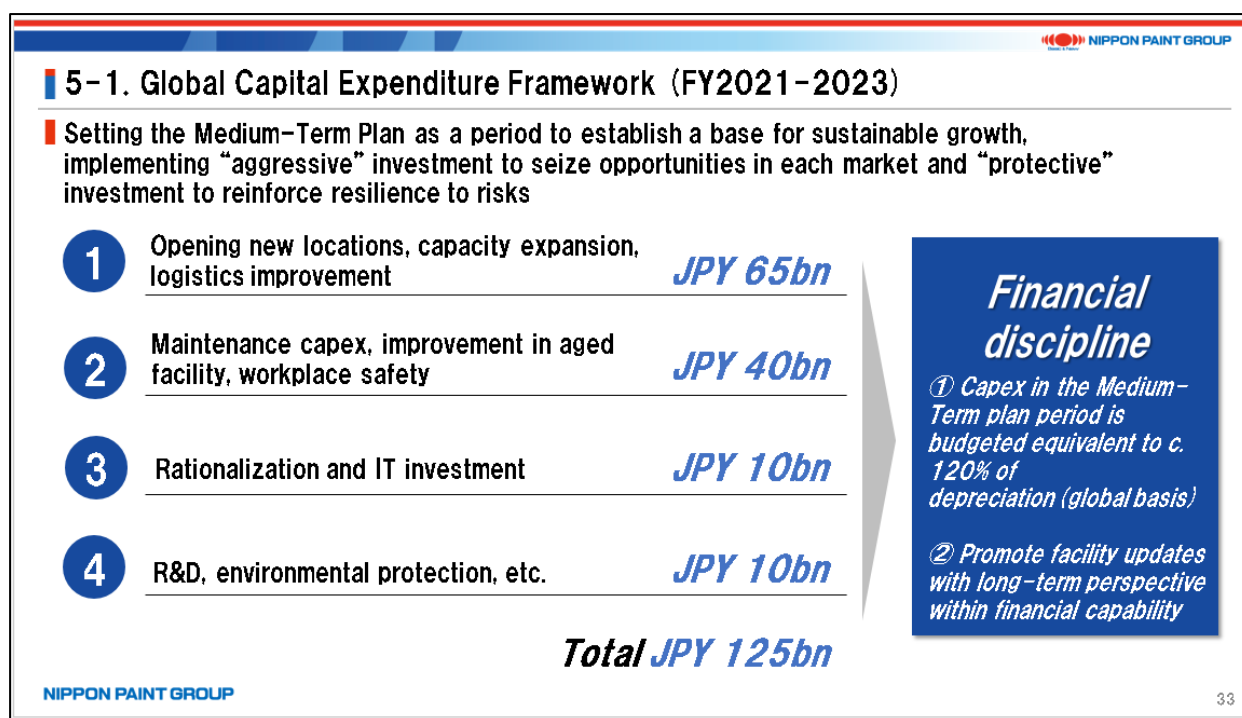 NIPPON PAINT GROUP
5-1. Global Capital Expenditure Framework (FY2021-2023)
Setting the Medium-Term Plan as a period to establish a base for sustainable growth,
implementing “aggressive” investment to seize opportunities in each market and “protective”
investment to reinforce resilience to risks
1
Opening new locations, capacity expansion,
logistics improvement
JPY 65bn
2
Maintenance capex, improvement in aged
facility, workplace safety
JPY 40bn
3
Rationalization and IT investment
JPY 10bn
4
R&D, environmental protection, etc.
JPY 10bn
Total JPY 125bn
Financial
discipline
① Capex in the Medium-
Term plan period is
budgeted equivalent to c.
120% of
depreciation (global basis)
② Promote facility updates
with long-term perspective
within financial capability
NIPPON PAINT GROUP
33